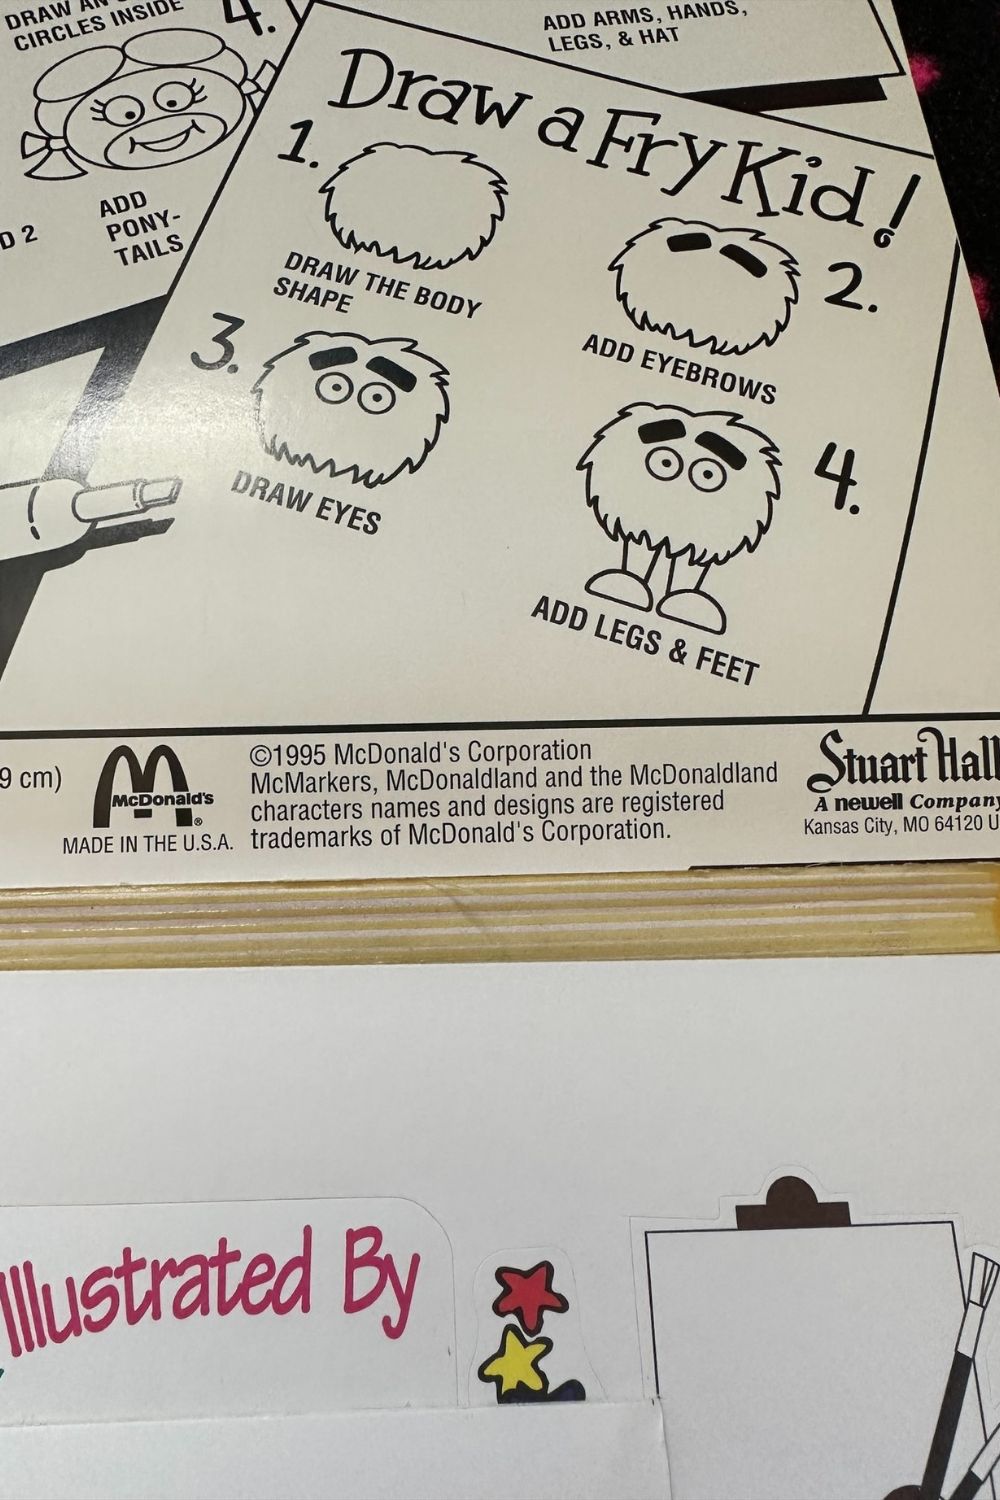 DRAW AN
CIRCLES INSIDE
4.
ADD
PONY-
TAILS
D 2
ADD ARMS, HANDS,
LEGS, & HAT
Draw a Fry Kid!
1.
DRAW THE BODY
SHAPE
2.
ADD EYEBROWS
3.
DRAW EYES
4.
ADD LEGS & FEET
9 cm)
McDonald's
®
MADE IN THE U.S.A.
©1995 McDonald's Corporation
McMarkers, McDonaldland and the McDonaldland
characters names and designs are registered
trademarks of McDonald's Corporation.
Stuart Hall
A newell Company
Kansas City, MO 64120 U
Illustrated By